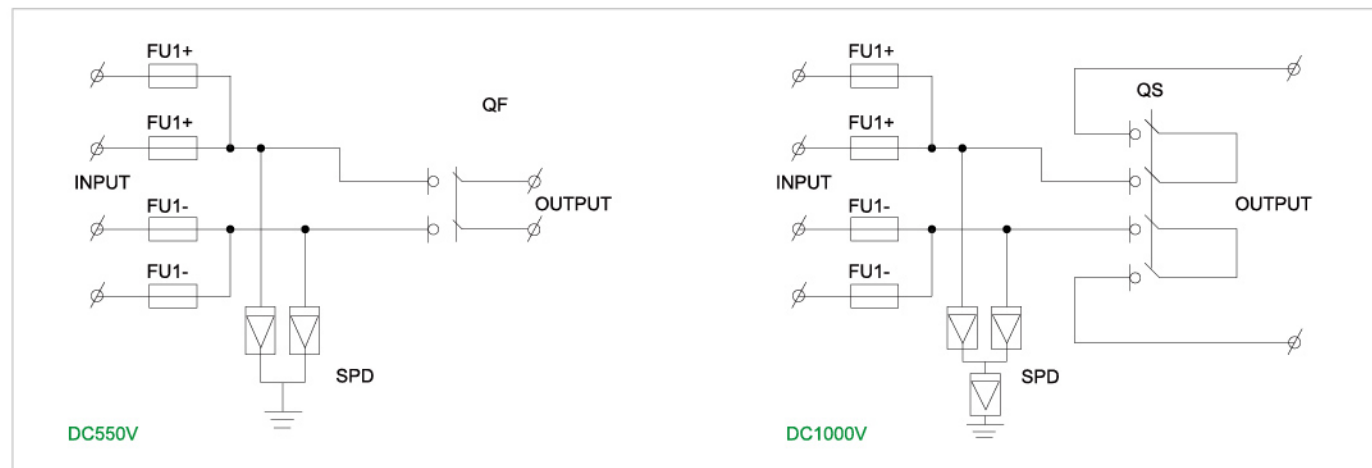 FU1+
FU1+
INPUT
FU1-
FU1-
QF
OUTPUT
SPD
DC550V
FU1+
FU1+
INPUT
FU1-
FU1-
QS
OUTPUT
SPD
DC1000V